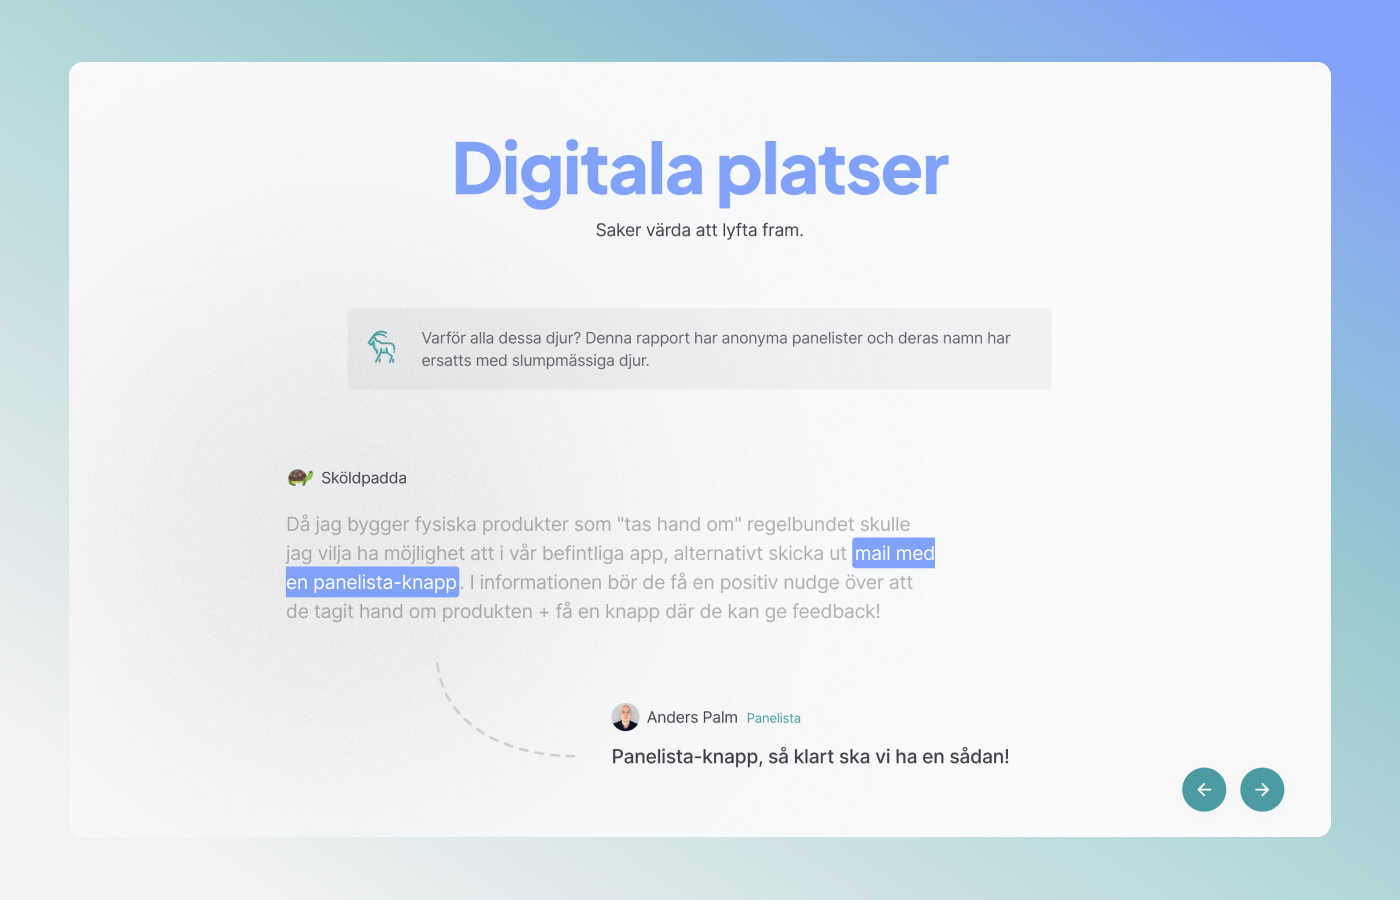 Digitala platser
Saker värda att lyfta fram.
Varför alla dessa djur? Denna rapport har anonyma panelister och deras namn har
ersatts med slumpmässiga djur.
Sköldpadda
Då jag bygger fysiska produkter som "tas hand om" regelbundet skulle
jag vilja ha möjlighet att i vår befintliga app, alternativt skicka ut mail med
en panelista-knapp. I informationen bör de få en positiv nudge över att
de tagit hand om produkten + få en knapp där de kan ge feedback!
Anders Palm Panelista
Panelista-knapp, så klart ska vi ha en sådan!